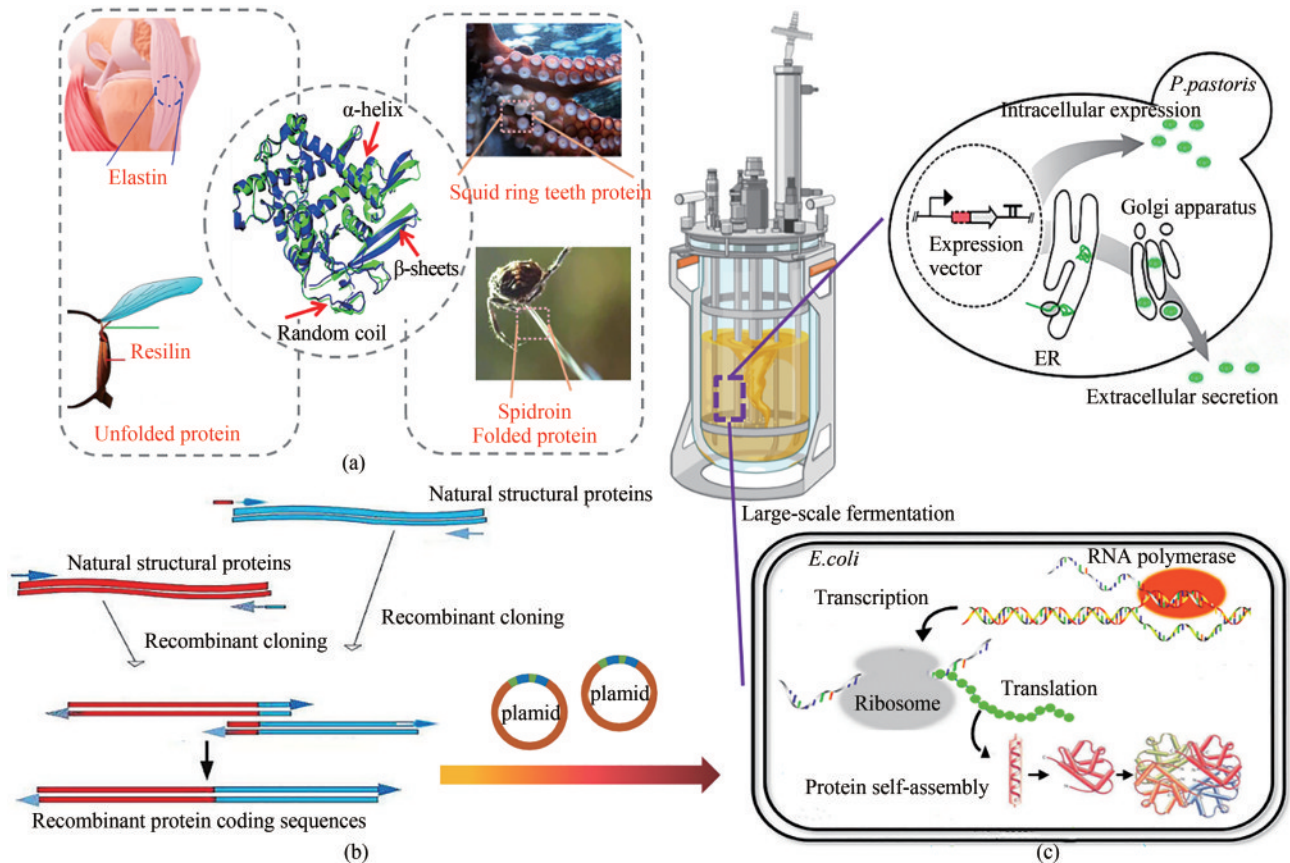 Elastin
Resilin
Unfolded protein
α-helix
β-sheets
Random coil
Squid ring teeth protein
Spidroin
Folded protein
(a)
Natural structural proteins
Natural structural proteins
Recombinant cloning
Recombinant cloning
Recombinant protein coding sequences
(b)
plamid
plamid
Large-scale fermentation
P.pastoris
Intracellular expression
Expression
vector
Golgi apparatus
ER
Extracellular secretion
E.coli
RNA polymerase
Transcription
Ribosome
Translation
Protein self-assembly
(c)